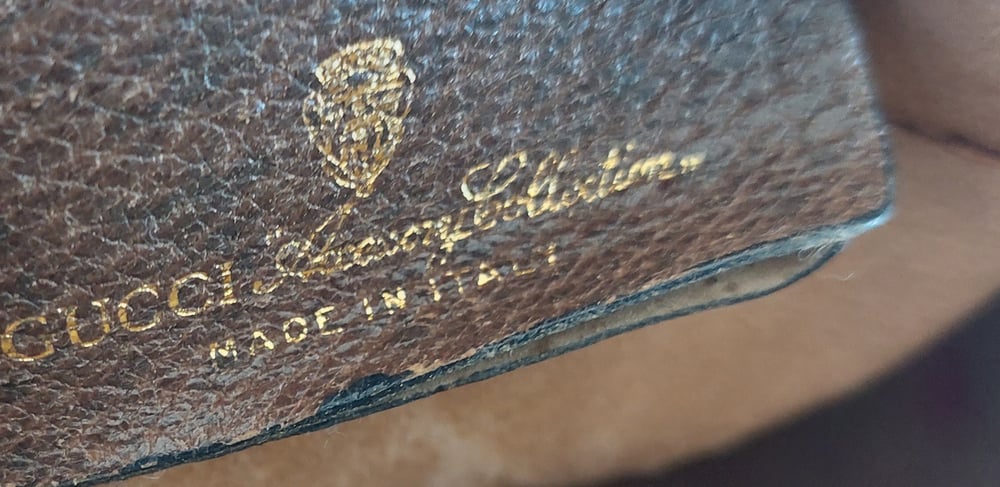 GUCCI Accessory Collection
MADE IN ITALY